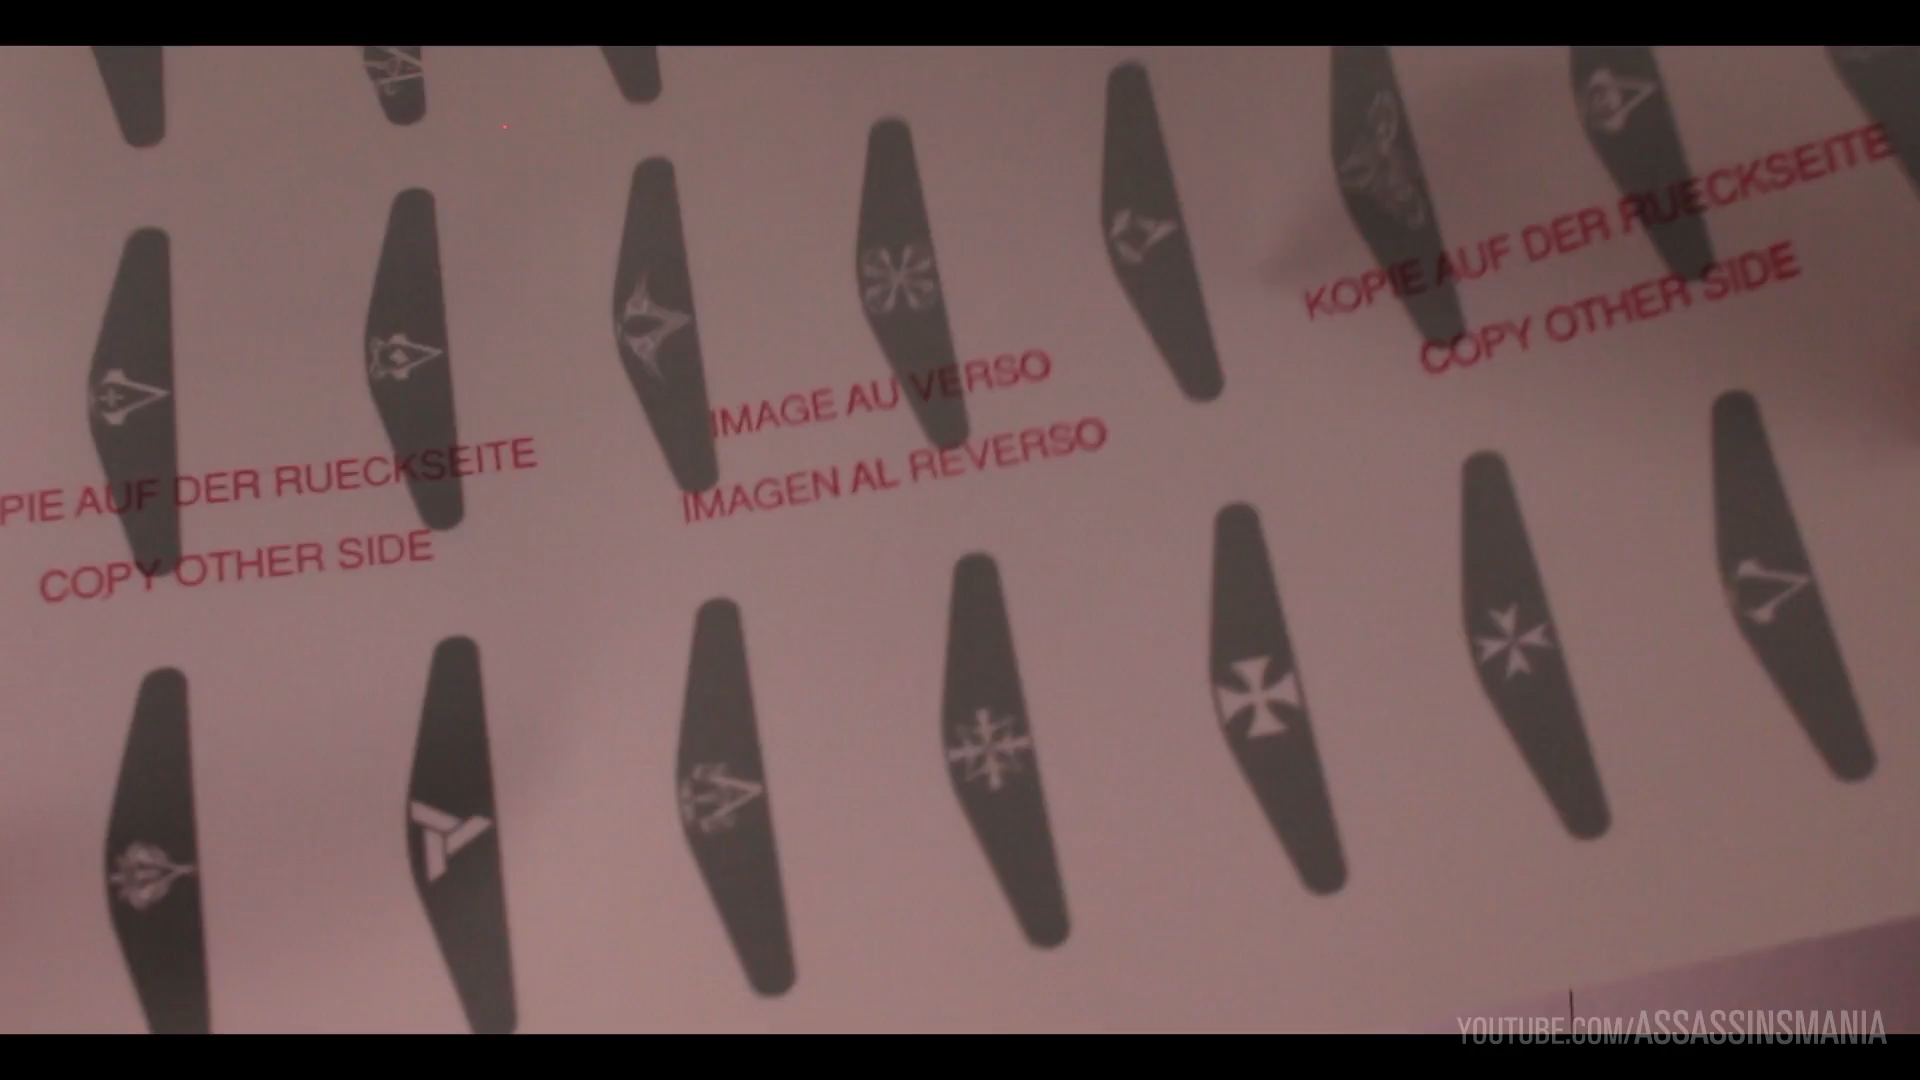 KOPIE AUF DER RUECKSEITE
COPY OTHER SIDE
IMAGE AU VERSO
IMAGEN AL REVERSO
PIE AUF DER RUECKSEITE
COPY OTHER SIDE
YOUTUBE.COM/ASSASSINSMANIA